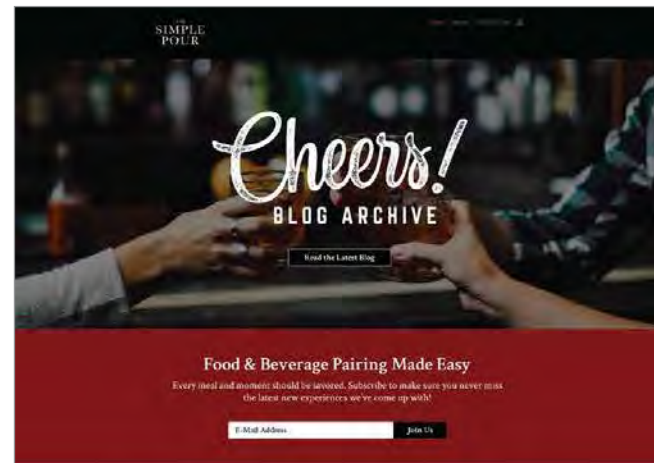 SIMPLE
POUR
Cheers!
BLOG ARCHIVE
Read the Latest Blog
Food & Beverage Pairing Made Easy
Every meal and moment should be savored. Subscribe to make sure you never miss
the latest new experiences we've come up with!
E-Mail Address
Join Us